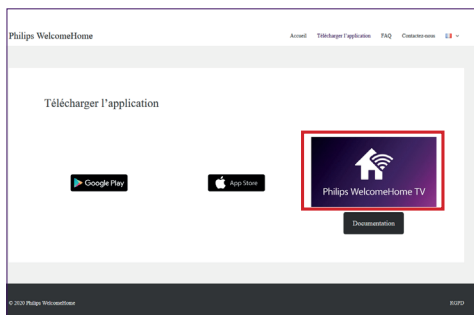 Philips WelcomeHome
Accueil Télécharger l'application FAQ Contactez-nous
Télécharger l'application
Google Play
App Store
Philips WelcomeHome TV
Documentation
© 2020 Philips WelcomeHome
RGPD